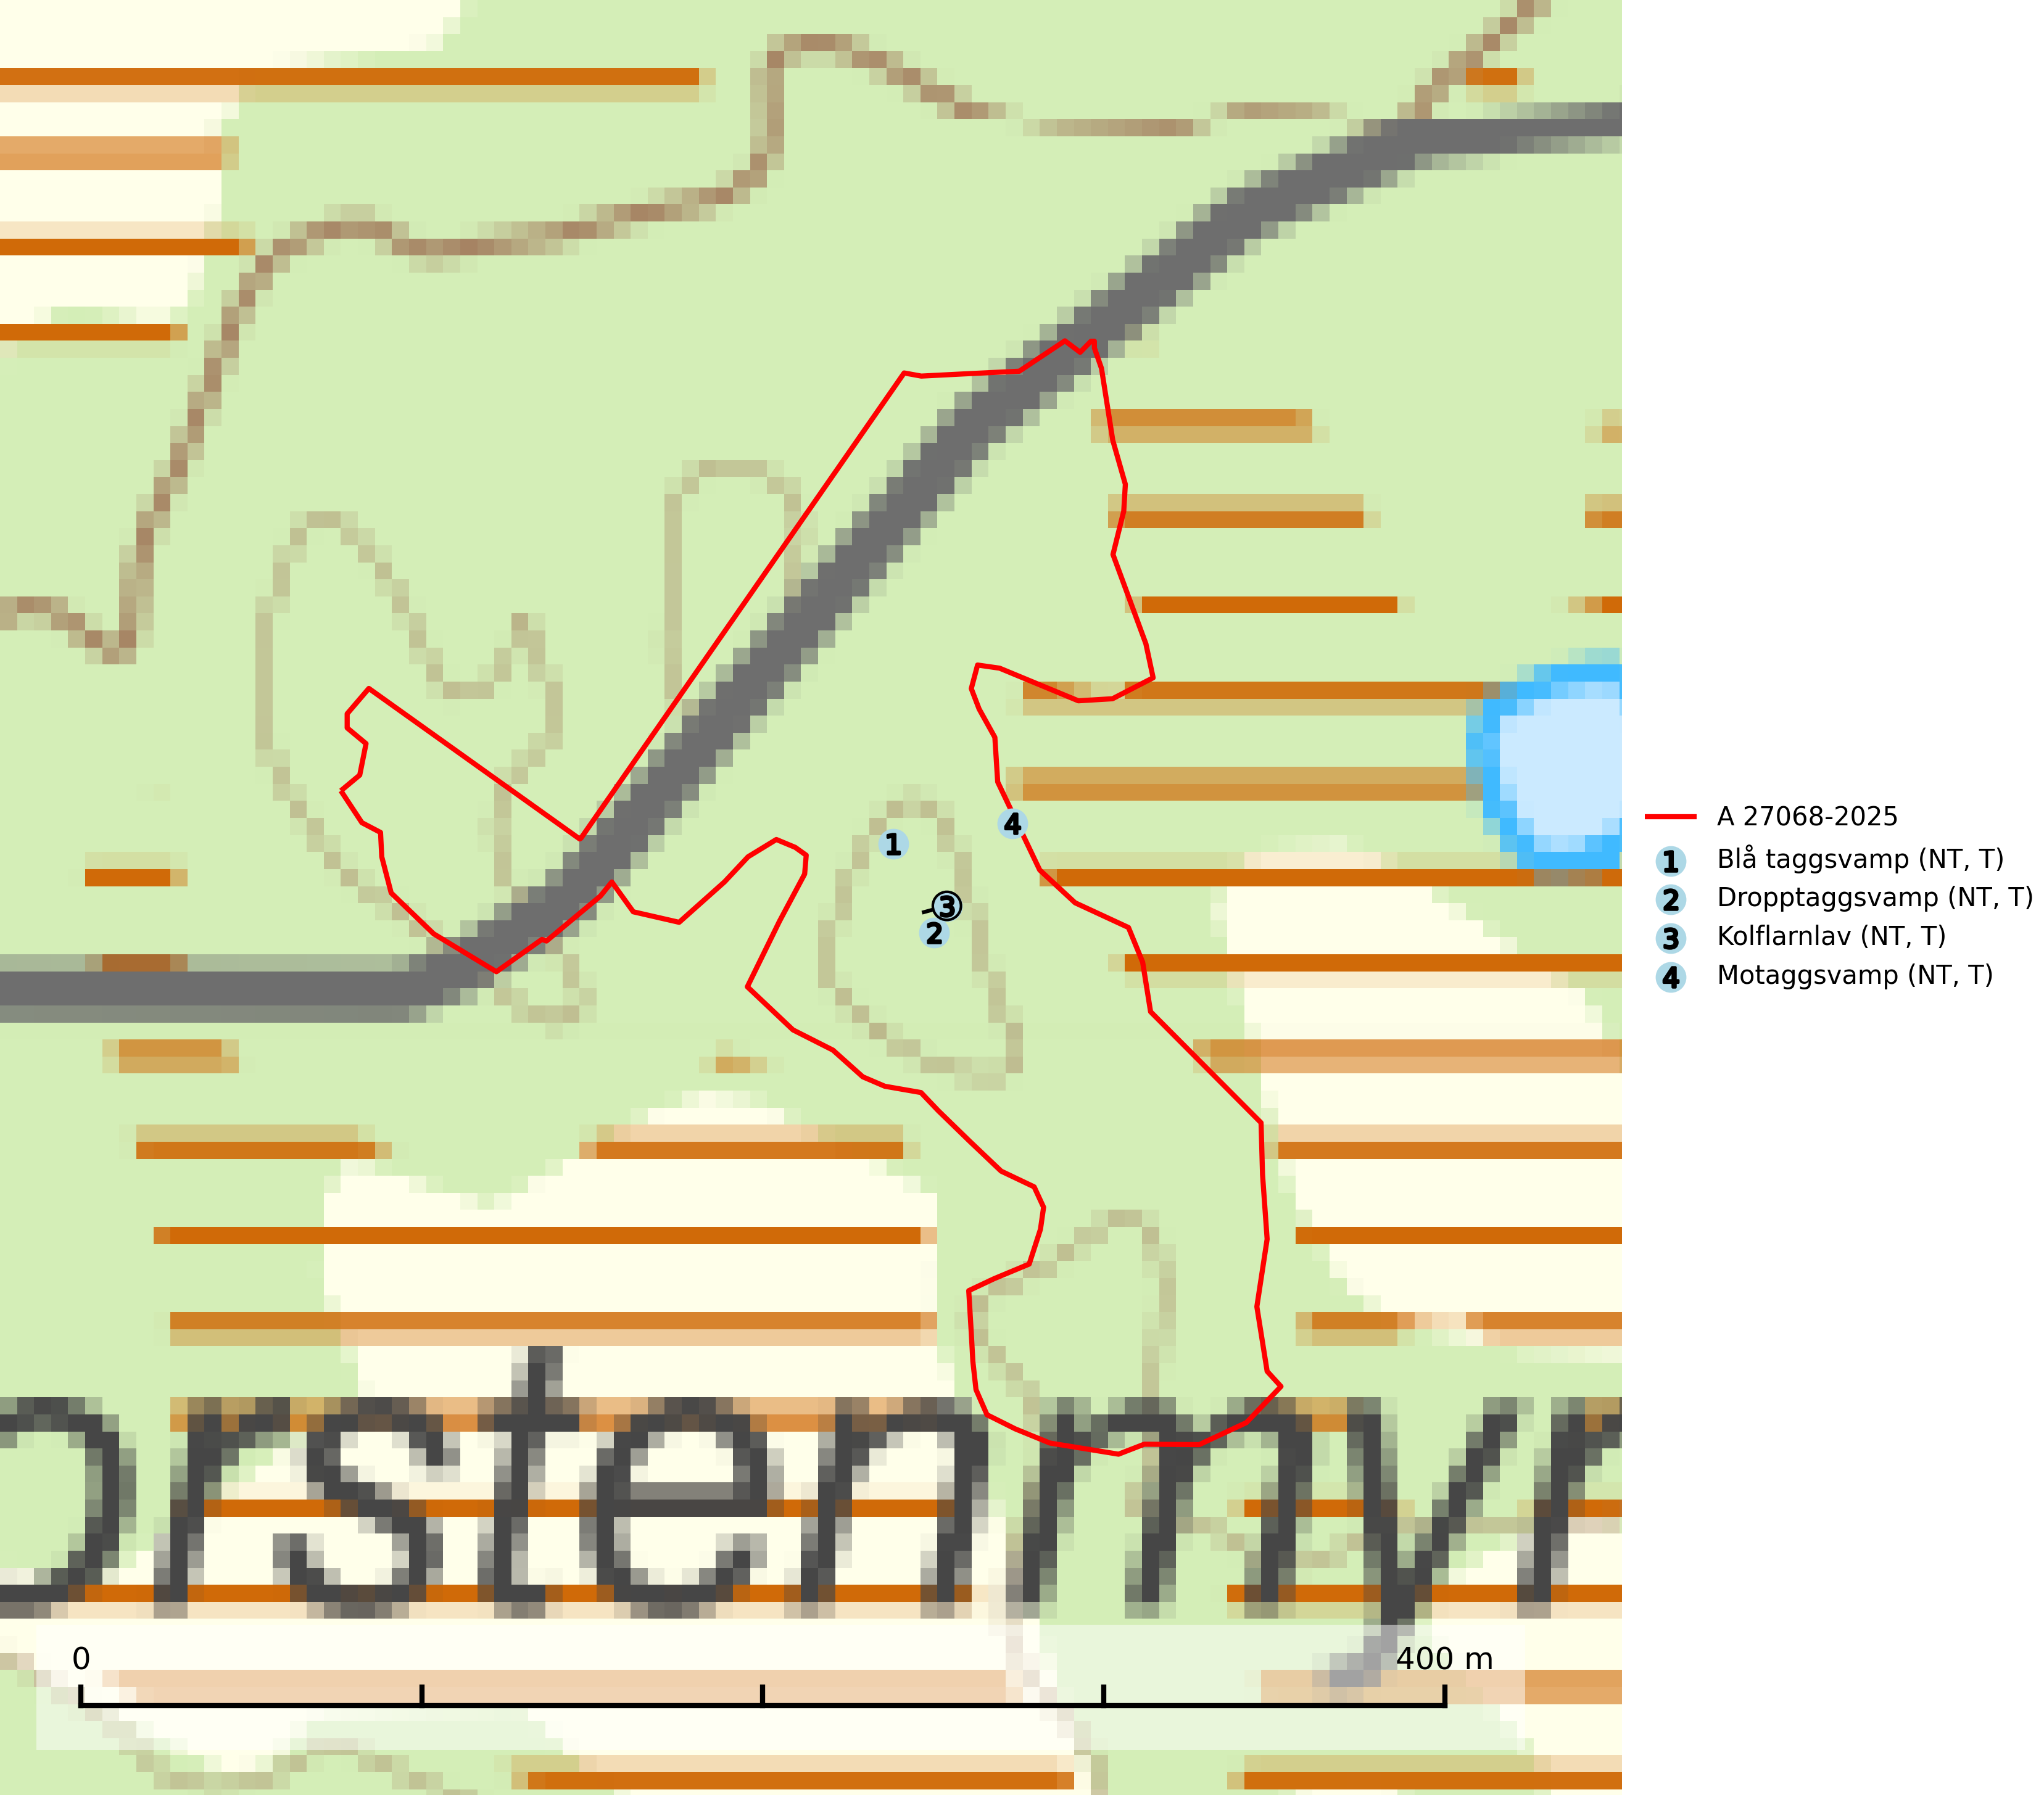 A 27068-2025
1 Blå taggsvamp (NT, T)
2 Dropptaggsvamp (NT, T)
3 Kolflarnlav (NT, T)
4 Motaggsvamp (NT, T)
1
4
3
2
0 400 m